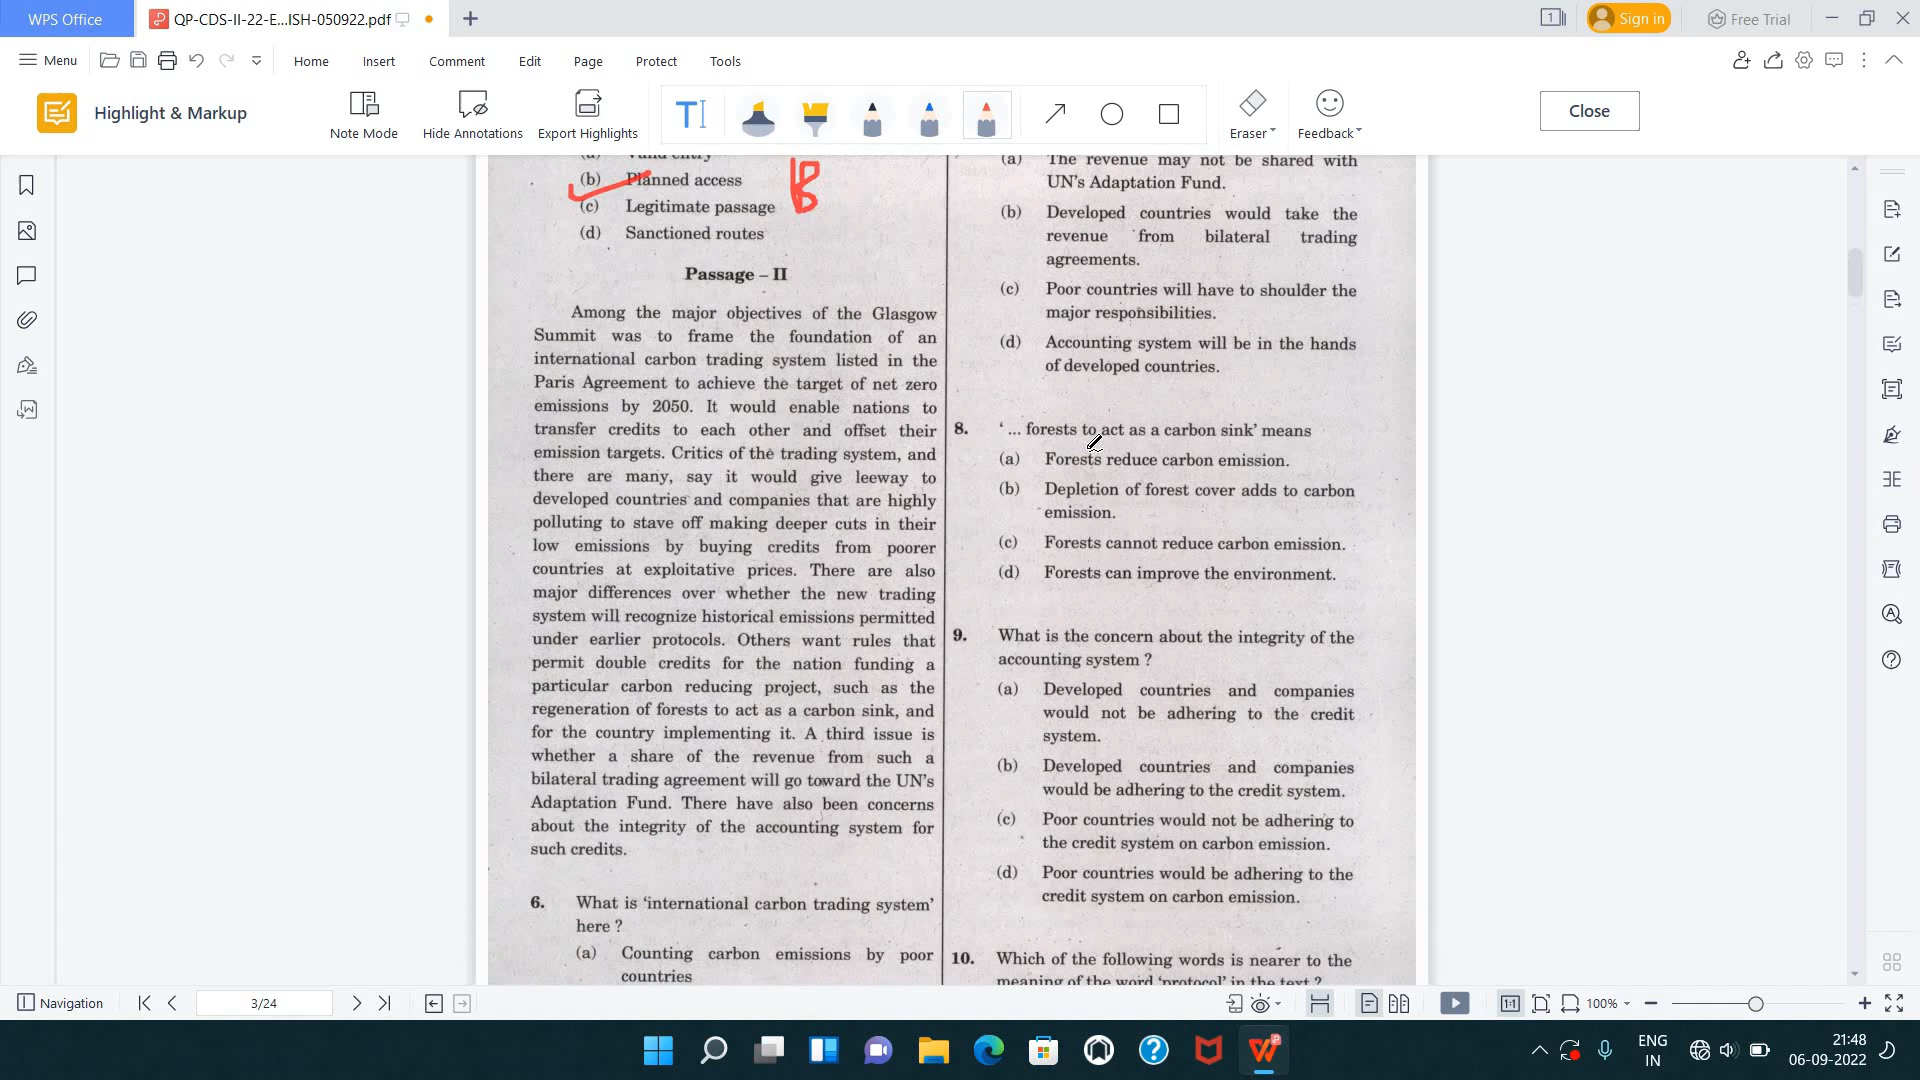 WPS Office
QP-CDS-II-22-E...ISH-050922.pdf
Sign in
Free Trial
Menu
Home
Insert
Comment
Edit
Page
Protect
Tools
Highlight & Markup
Note Mode
Hide Annotations
Export Highlights
Eraser
Feedback
Close
(a) Valid entry
(b) Planned access
(c) Legitimate passage
(d) Sanctioned routes
B
Passage – II
Among the major objectives of the Glasgow
Summit was to frame the foundation of an
international carbon trading system listed in the
Paris Agreement to achieve the target of net zero
emissions by 2050. It would enable nations to
transfer credits to each other and offset their
emission targets. Critics of the trading system, and
there are many, say it would give leeway to
developed countries and companies that are highly
polluting to stave off making deeper cuts in their
low emissions by buying credits from poorer
countries at exploitative prices. There are also
major differences over whether the new trading
system will recognize historical emissions permitted
under earlier protocols. Others want rules that
permit double credits for the nation funding a
particular carbon reducing project, such as the
regeneration of forests to act as a carbon sink, and
for the country implementing it. A third issue is
whether a share of the revenue from such a
bilateral trading agreement will go toward the UN's
Adaptation Fund. There have also been concerns
about the integrity of the accounting system for
such credits.
6. What is 'international carbon trading system'
here ?
(a) Counting carbon emissions by poor
countries
(a) The revenue may not be shared with
UN's Adaptation Fund.
(b) Developed countries would take the
revenue from bilateral trading
agreements.
(c) Poor countries will have to shoulder the
major responsibilities.
(d) Accounting system will be in the hands
of developed countries.
8. ' ... forests to act as a carbon sink' means
(a) Forests reduce carbon emission.
(b) Depletion of forest cover adds to carbon
emission.
(c) Forests cannot reduce carbon emission.
(d) Forests can improve the environment.
9. What is the concern about the integrity of the
accounting system ?
(a) Developed countries and companies
would not be adhering to the credit
system.
(b) Developed countries and companies
would be adhering to the credit system.
(c) Poor countries would not be adhering to
the credit system on carbon emission.
(d) Poor countries would be adhering to the
credit system on carbon emission.
10. Which of the following words is nearer to the
meaning of the word 'protocol' in the text ?
Navigation
3/24
100%
ENG
IN
21:48
06-09-2022